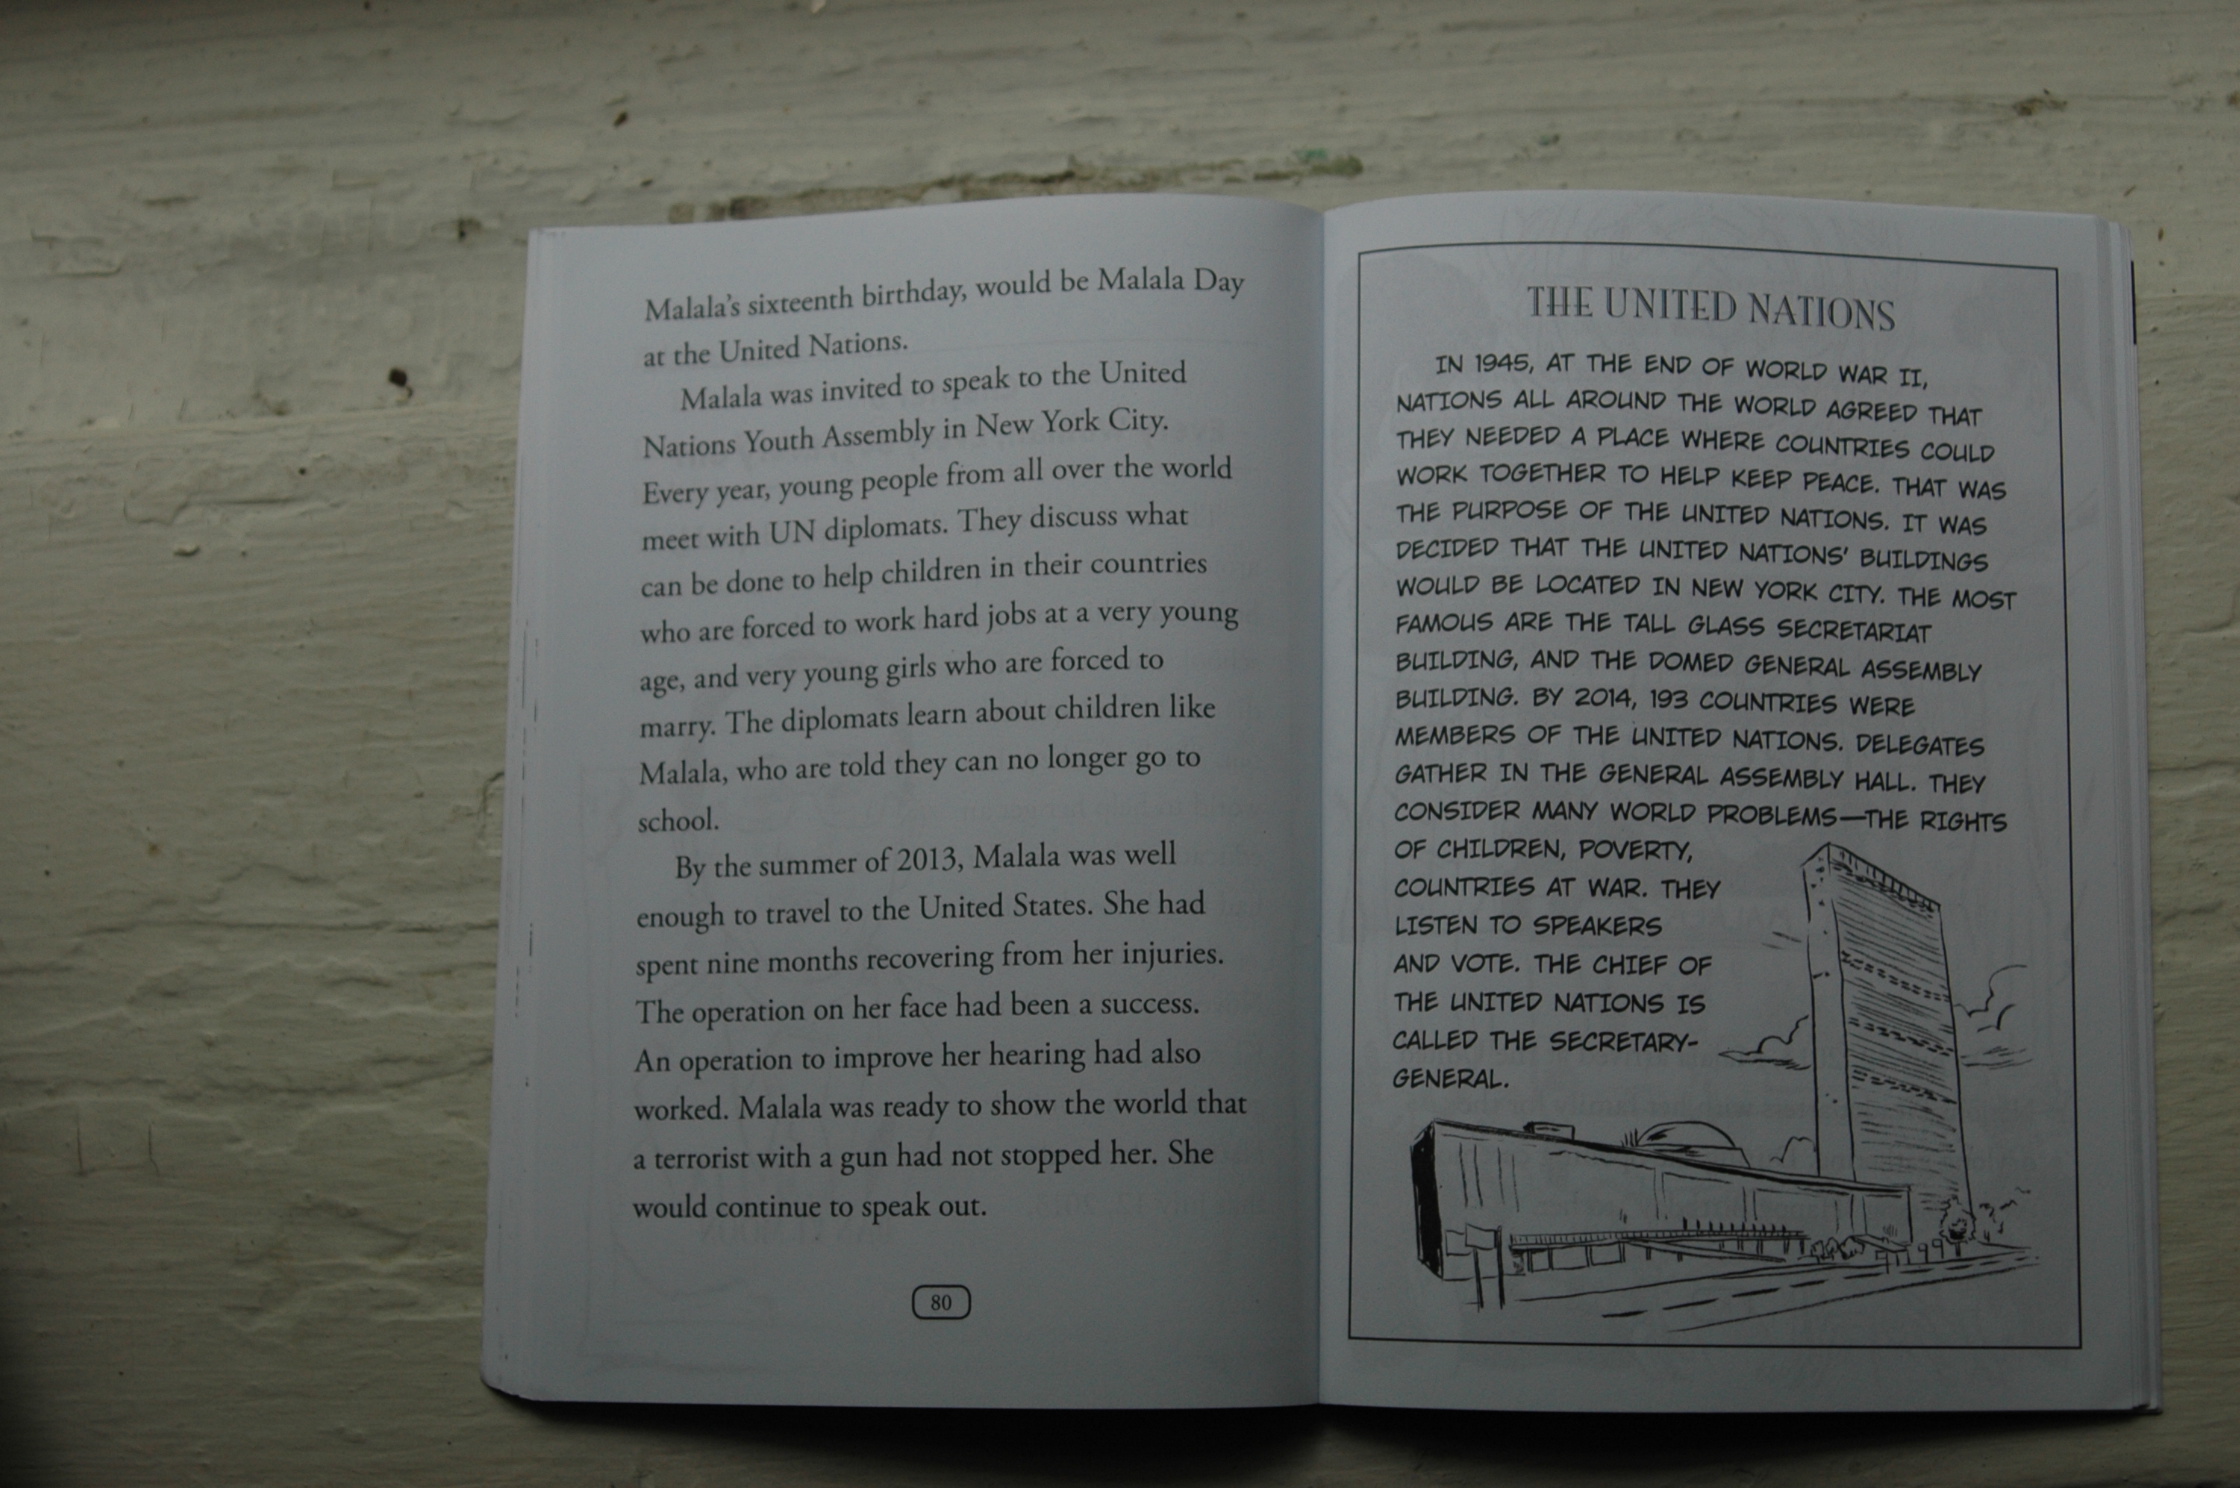 Malala's sixteenth birthday, would be Malala Day
at the United Nations.
Malala was invited to speak to the United
Nations Youth Assembly in New York City.
Every year, young people from all over the world
meet with UN diplomats. They discuss what
can be done to help children in their countries
who are forced to work hard jobs at a very young
age, and very young girls who are forced to
marry. The diplomats learn about children like
Malala, who are told they can no longer go to
school.
By the summer of 2013, Malala was well
enough to travel to the United States. She had
spent nine months recovering from her injuries.
The operation on her face had been a success.
An operation to improve her hearing had also
worked. Malala was ready to show the world that
a terrorist with a gun had not stopped her. She
would continue to speak out.
80
THE UNITED NATIONS
IN 1945, AT THE END OF WORLD WAR II,
NATIONS ALL AROUND THE WORLD AGREED THAT
THEY NEEDED A PLACE WHERE COUNTRIES COULD
WORK TOGETHER TO HELP KEEP PEACE. THAT WAS
THE PURPOSE OF THE UNITED NATIONS. IT WAS
DECIDED THAT THE UNITED NATIONS' BUILDINGS
WOULD BE LOCATED IN NEW YORK CITY. THE MOST
FAMOUS ARE THE TALL GLASS SECRETARIAT
BUILDING, AND THE DOMED GENERAL ASSEMBLY
BUILDING. BY 2014, 193 COUNTRIES WERE
MEMBERS OF THE UNITED NATIONS. DELEGATES
GATHER IN THE GENERAL ASSEMBLY HALL. THEY
CONSIDER MANY WORLD PROBLEMS—THE RIGHTS
OF CHILDREN, POVERTY,
COUNTRIES AT WAR. THEY
LISTEN TO SPEAKERS
AND VOTE. THE CHIEF OF
THE UNITED NATIONS IS
CALLED THE SECRETARY-
GENERAL.